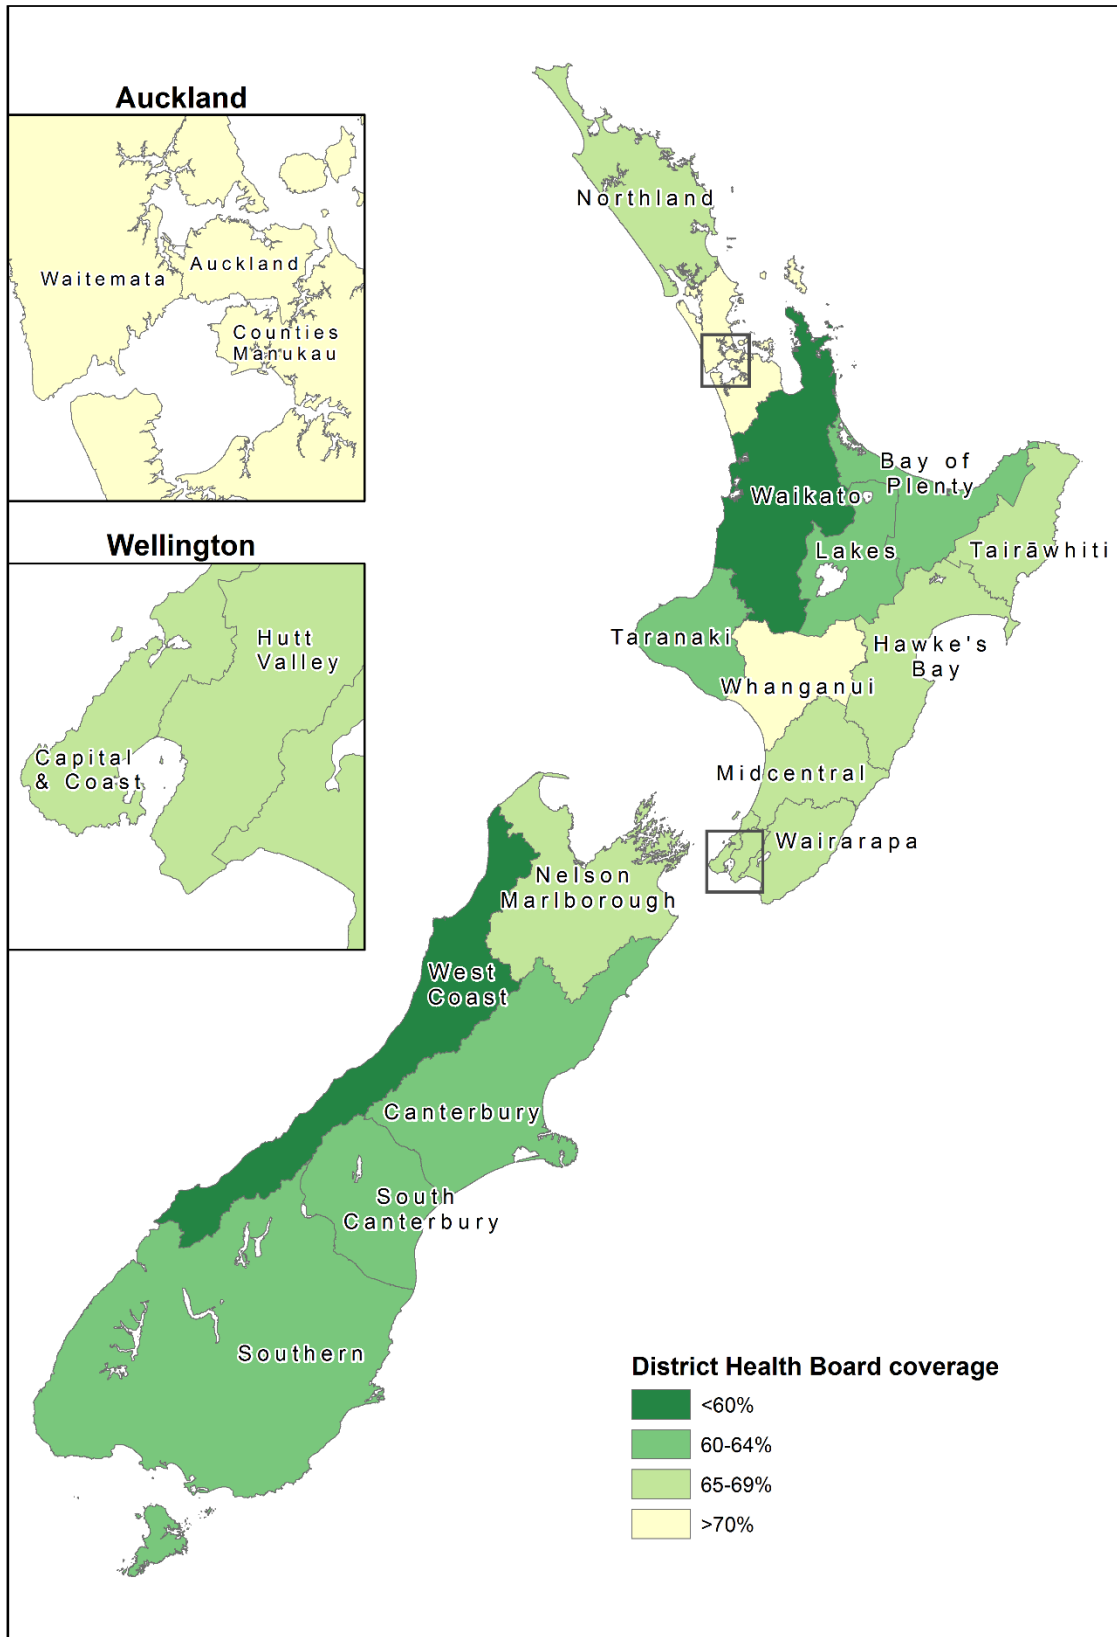 Auckland
Waitemata
Auckland
Counties
Manukau
Wellington
Hutt
Valley
Capital
& Coast
Northland
Bay of
Plenty
Waikato
Lakes
Tairāwhiti
Taranaki
Hawke's
Bay
Whanganui
Midcentral
Wairarapa
Nelson
Marlborough
West
Coast
Canterbury
South
Canterbury
Southern
District Health Board coverage
<60%
60-64%
65-69%
>70%